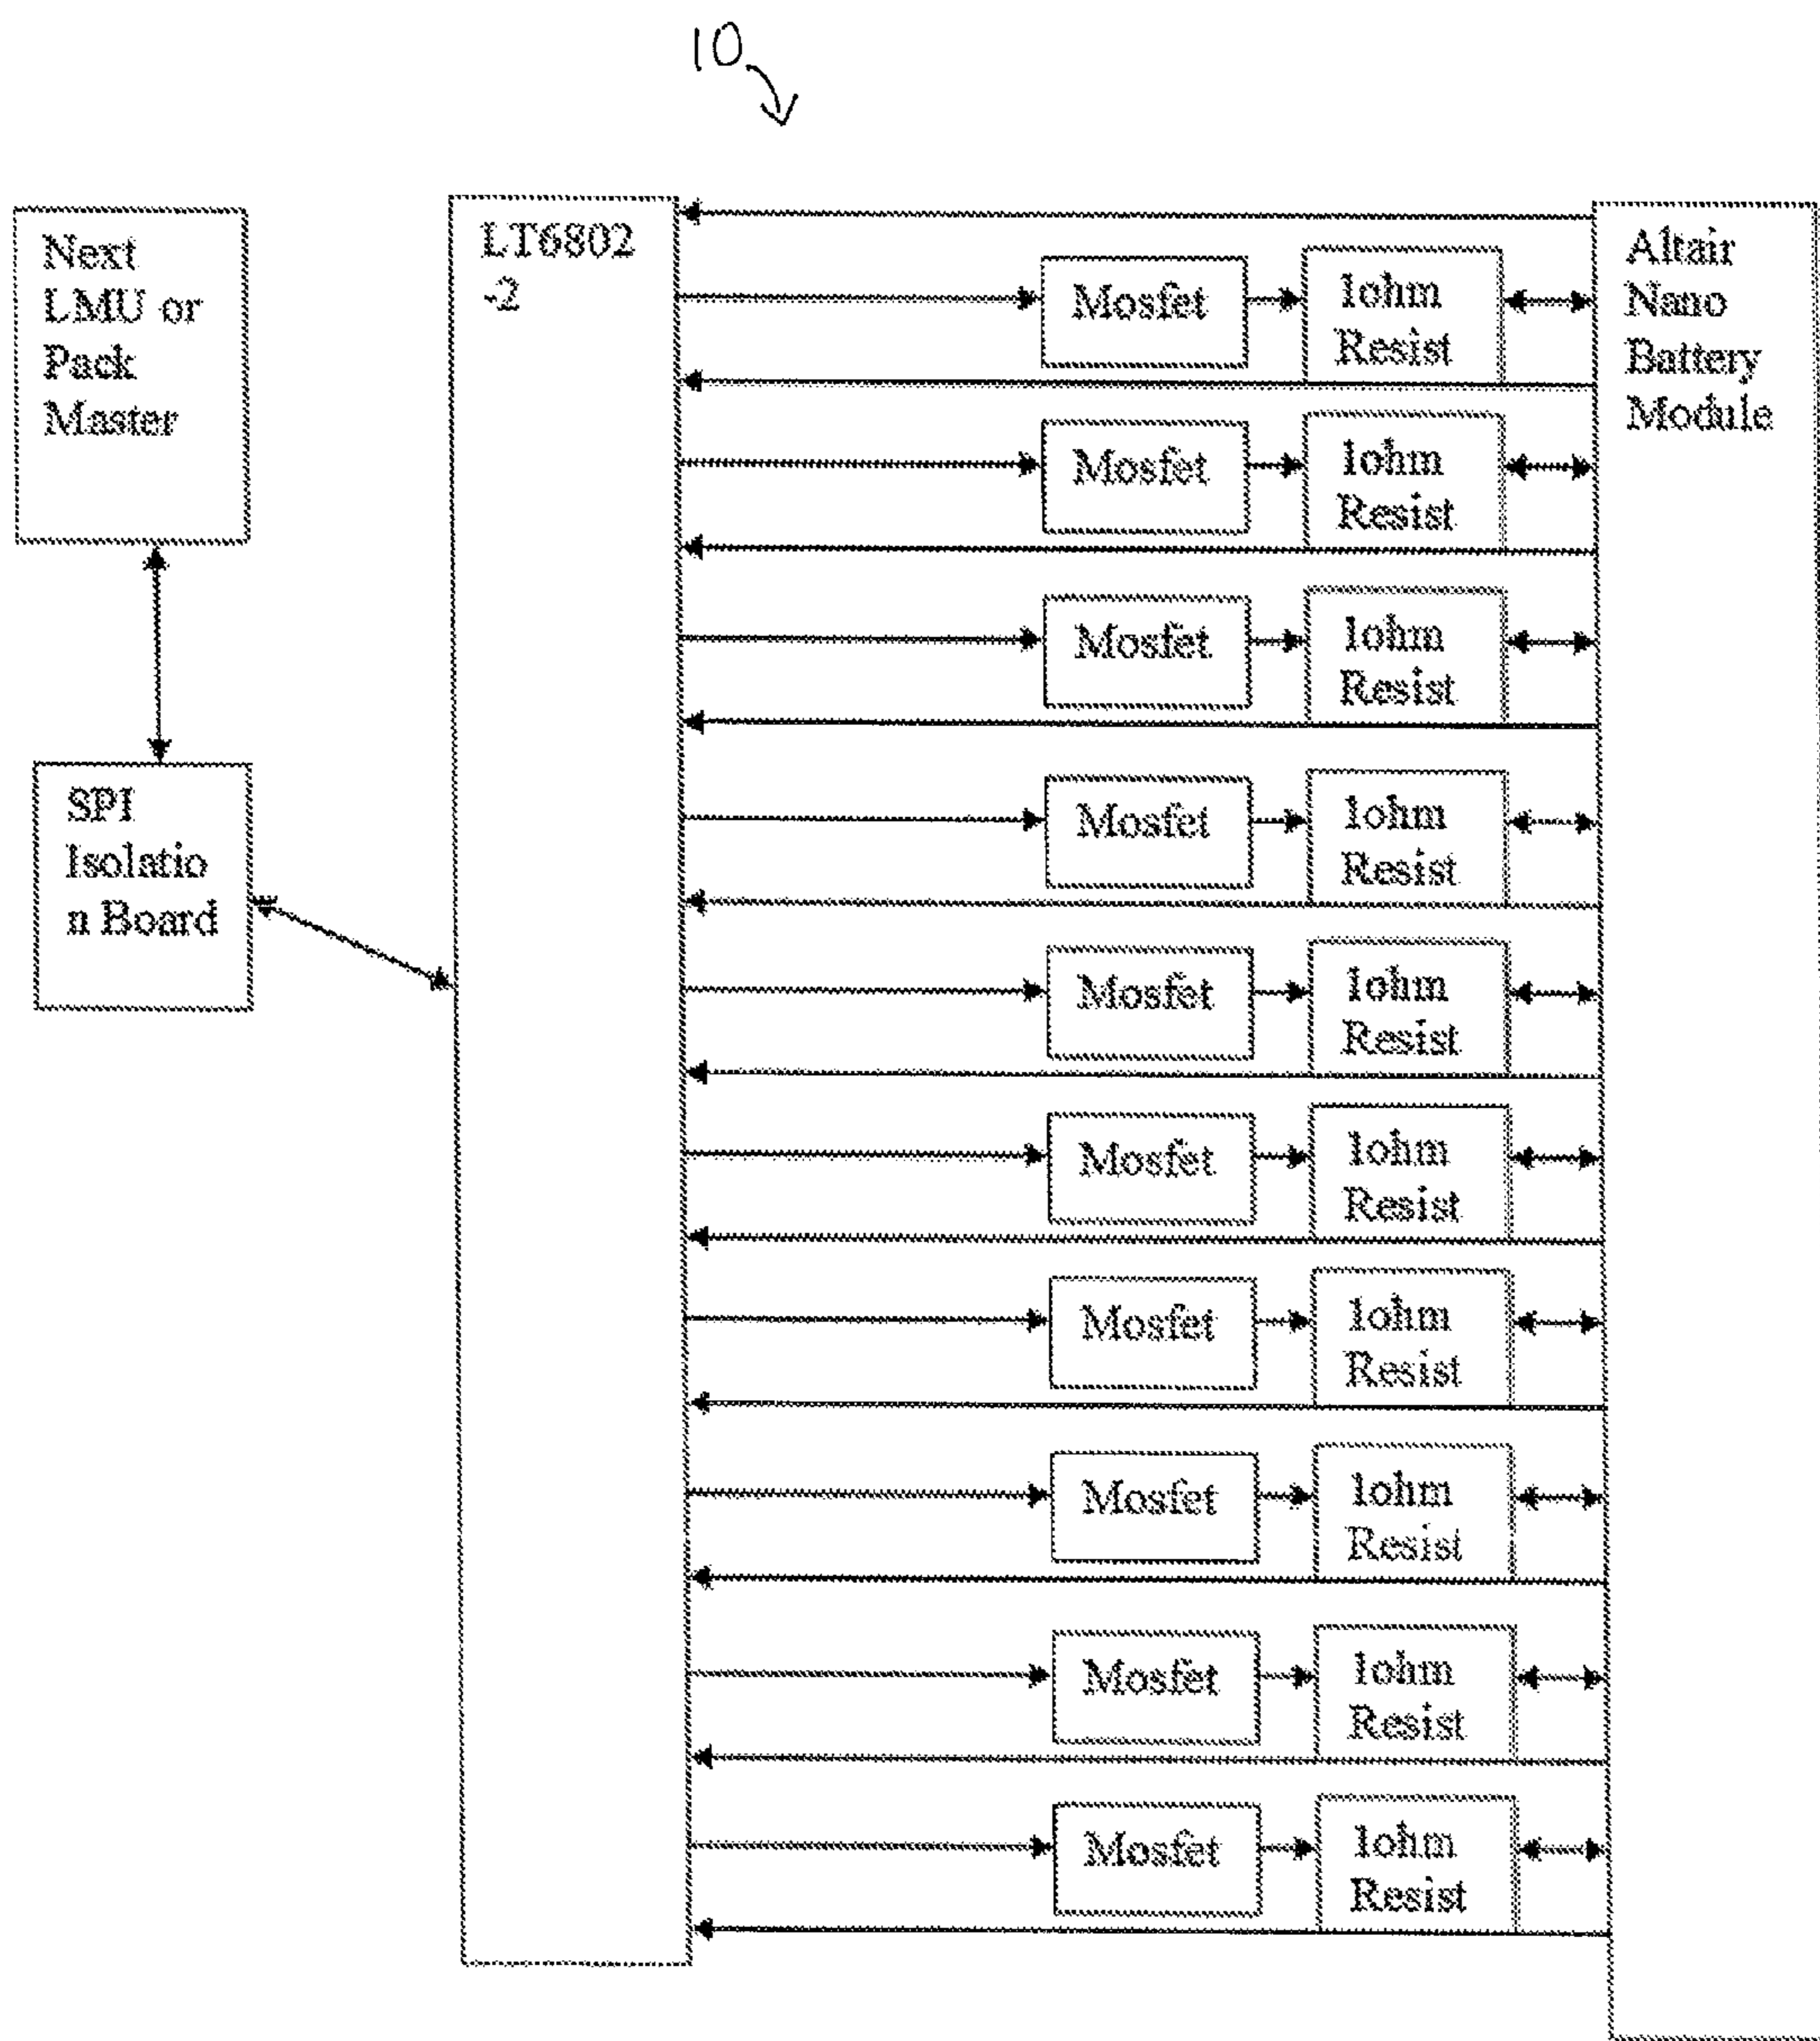 10
Next
LMU or
Pack
Master
SPI
Isolatio
n Board
LT6802
-2
Mosfet
1ohm
Resist
Mosfet
1ohm
Resist
Mosfet
1ohm
Resist
Mosfet
1ohm
Resist
Mosfet
1ohm
Resist
Mosfet
1ohm
Resist
Mosfet
1ohm
Resist
Mosfet
1ohm
Resist
Mosfet
1ohm
Resist
Mosfet
1ohm
Resist
Altair
Nano
Battery
Module